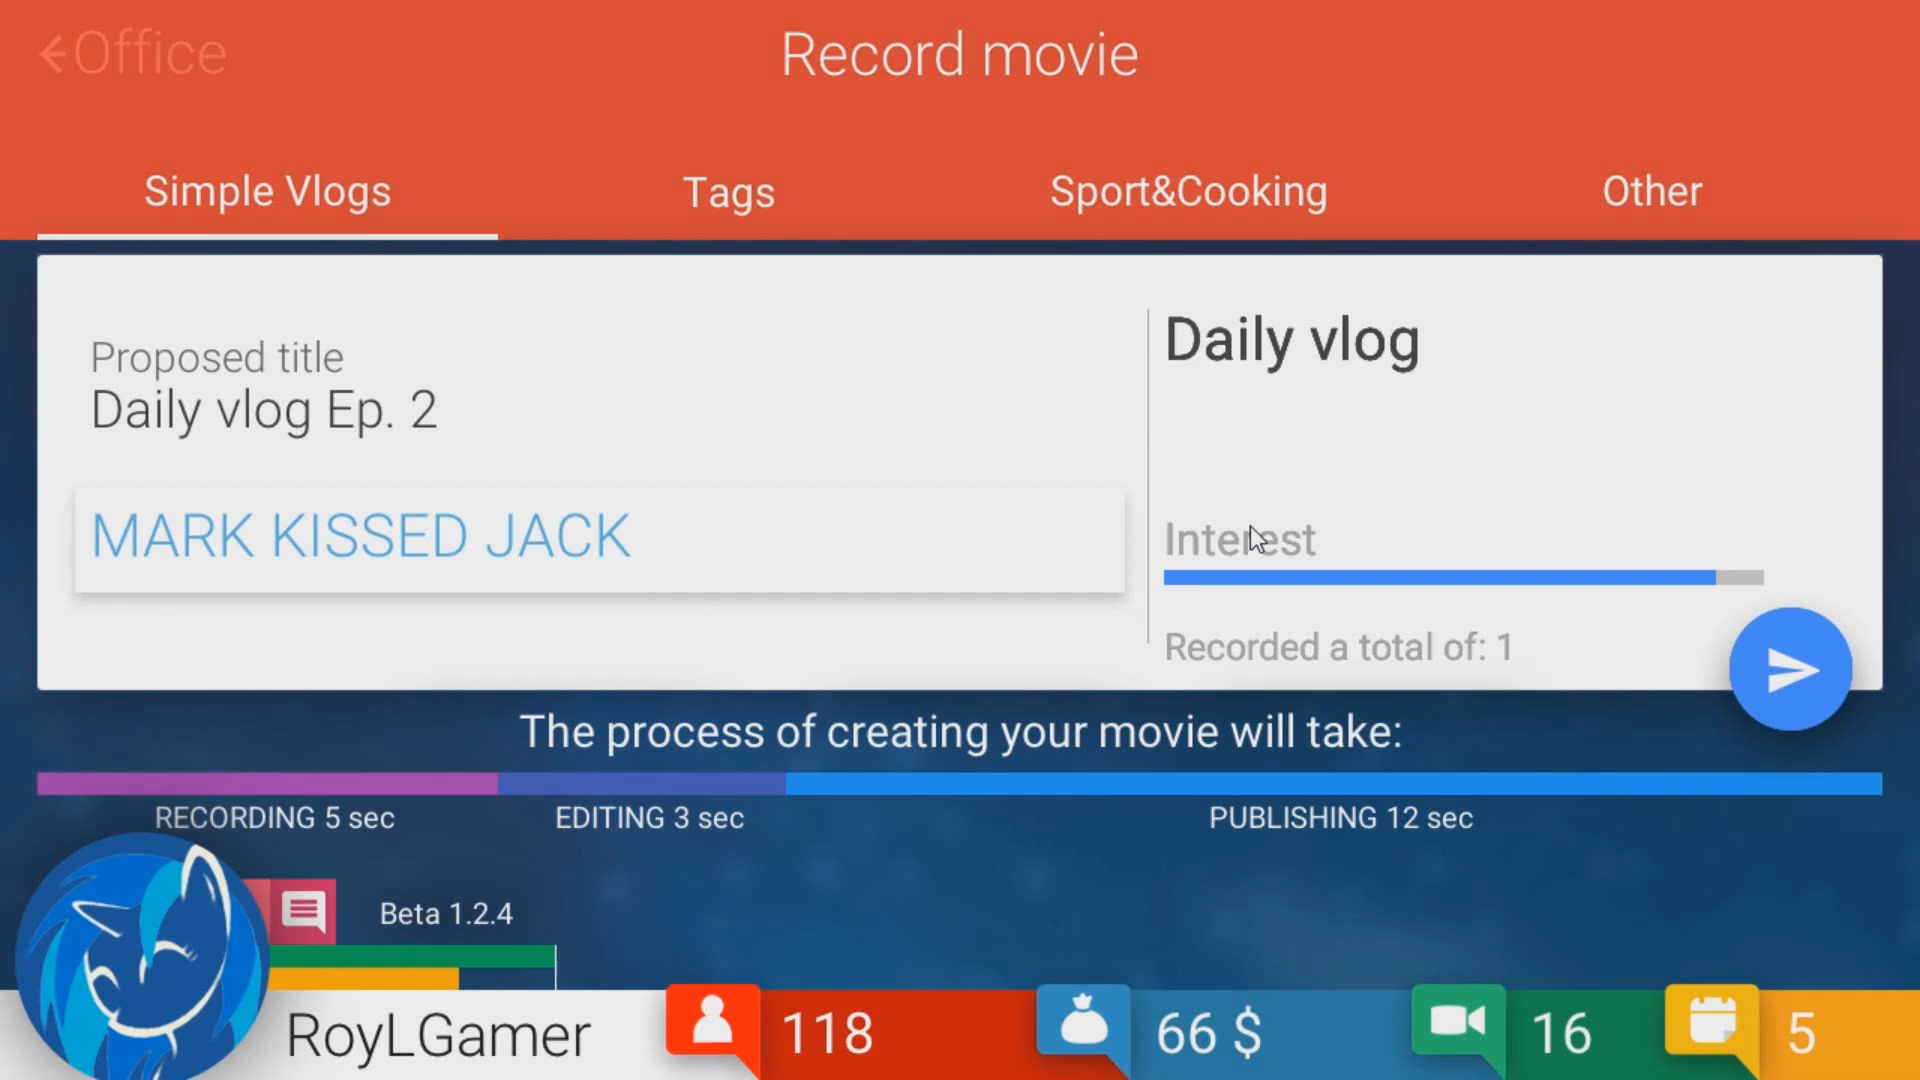 Office
Record movie
Simple Vlogs
Tags
Sport&Cooking
Other
Proposed title
Daily vlog Ep. 2
MARK KISSED JACK
Daily vlog
Interest
Recorded a total of: 1
The process of creating your movie will take:
RECORDING 5 sec
EDITING 3 sec
PUBLISHING 12 sec
Beta 1.2.4
RoyLGamer
118
66 $
16
5